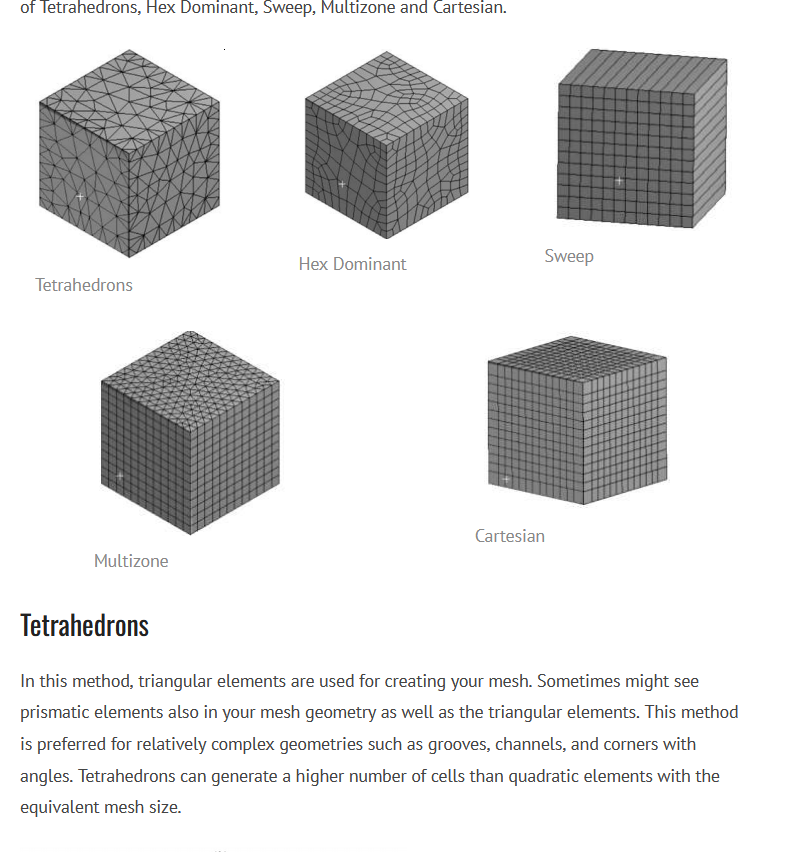 of Tetrahedrons, Hex Dominant, Sweep, Multizone and Cartesian.
Tetrahedrons
Hex Dominant
Sweep
Multizone
Cartesian
Tetrahedrons
In this method, triangular elements are used for creating your mesh. Sometimes might see
prismatic elements also in your mesh geometry as well as the triangular elements. This method
is preferred for relatively complex geometries such as grooves, channels, and corners with
angles. Tetrahedrons can generate a higher number of cells than quadratic elements with the
equivalent mesh size.